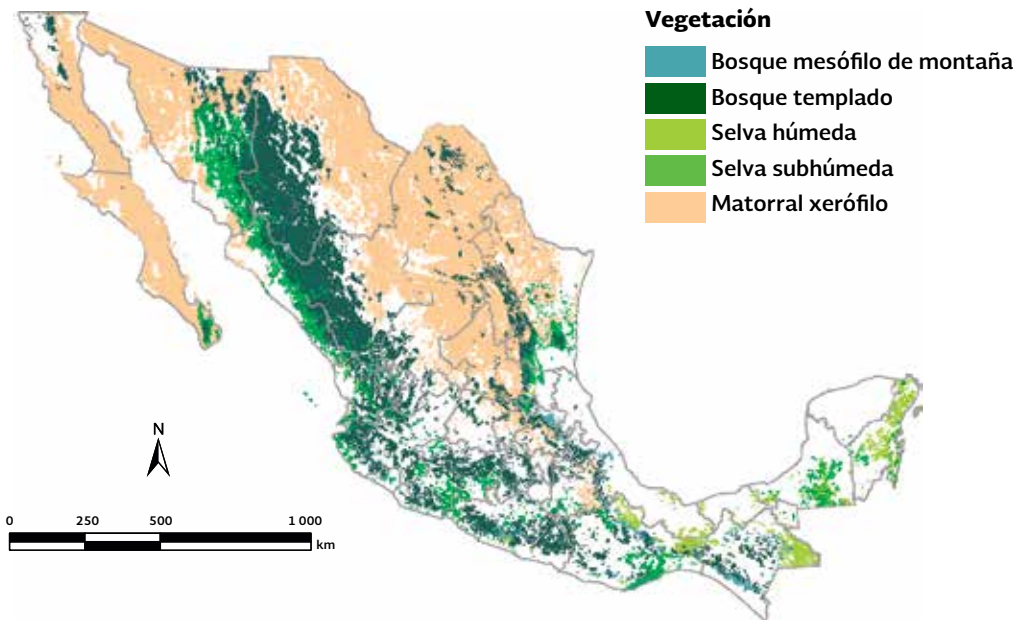 Vegetación
Bosque mesófilo de montaña
Bosque templado
Selva húmeda
Selva subhúmeda
Matorral xerófilo
N
0 250 500 1 000
km